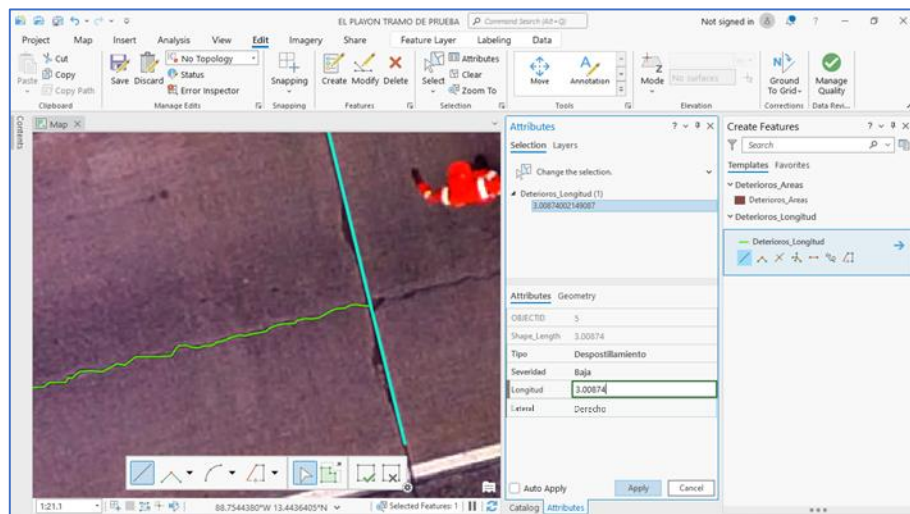 EL PLAYON TRAMO DE PRUEBA
Command Search (Alt+Q)
Not signed in
?
Project Map Insert Analysis View Edit Imagery Share Feature Layer Labeling Data
Paste
Cut
Copy
Copy Path
Clipboard
Save Discard
No Topology
Status
Error Inspector
Manage Edits
Snapping
Snapping
Create Modify Delete
Features
Select
Attributes
Clear
Zoom To
Selection
Move
Annotation
Tools
Mode
No Surfaces
Elevation
Ground To Grid
Corrections
Manage Quality
Data Rev...
Contents
Map
Attributes
Selection Layers
Change the selection.
Deterioros_Longitud (1)
3.00874002149087
Attributes Geometry
OBJECTID 5
Shape_Length 3.00874
Tipo Despostillamiento
Severidad Baja
Longitud 3.00874
Lateral Derecho
Auto Apply Apply Cancel
Catalog Attributes
Create Features
Search
Templates Favorites
Deterioros_Areas
Deterioros_Areas
Deterioros_Longitud
Deterioros_Longitud
1:21.1
88.7544380°W 13.4436405°N
Selected Features: 1